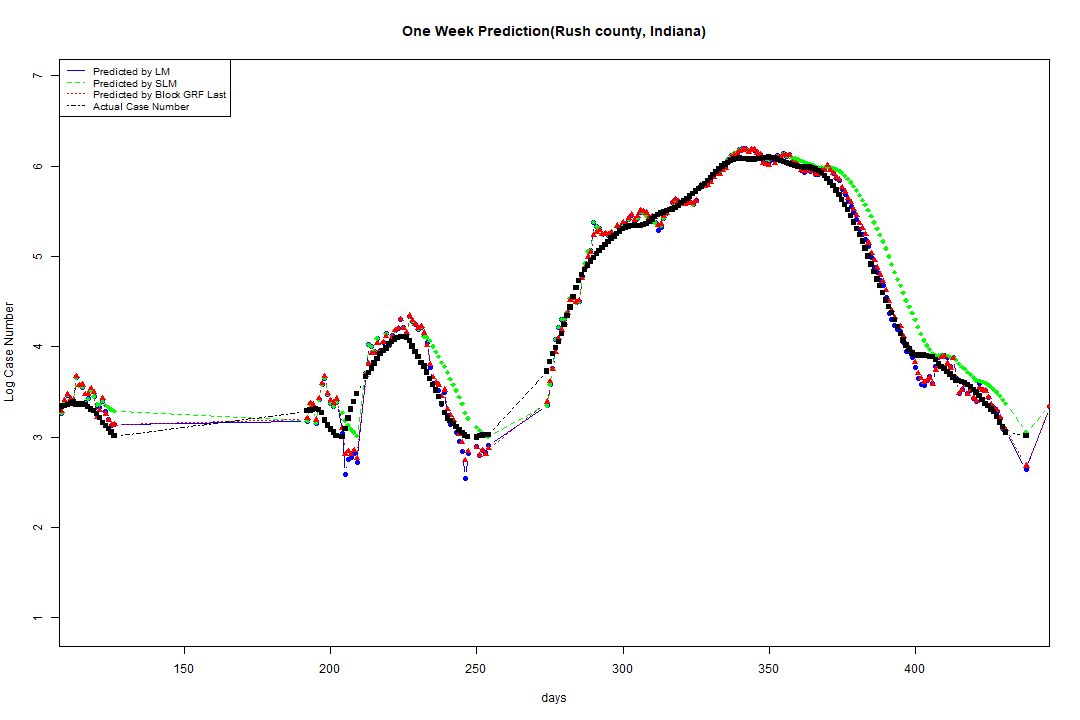 One Week Prediction(Rush county, Indiana)
Predicted by LM
Predicted by SLM
Predicted by Block GRF Last
Actual Case Number
7
6
5
4
3
2
1
Log Case Number
150 200 250 300 350 400
days